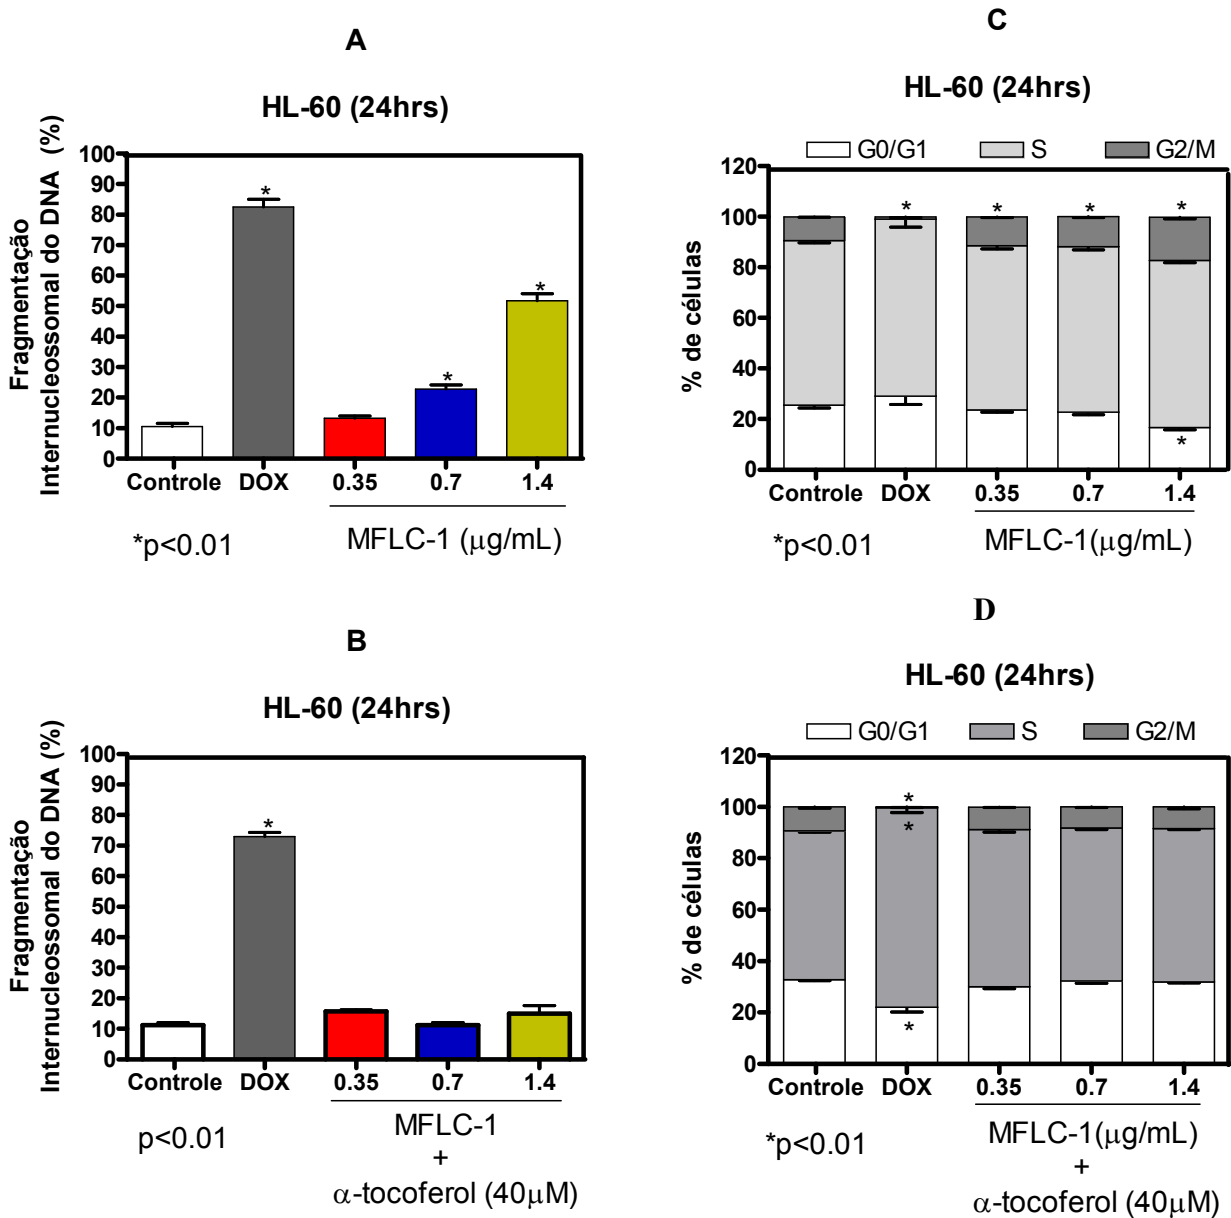 A
HL-60 (24hrs)
Fragmentação
Internucleossomal do DNA (%)
100
90
80
70
60
50
40
30
20
10
0
*
*
*
Controle DOX 0.35 0.7 1.4
*p<0.01
MFLC-1 (μg/mL)
C
HL-60 (24hrs)
G0/G1 S G2/M
% de células
120
100
80
60
40
20
0
* * * *
*
Controle DOX 0.35 0.7 1.4
*p<0.01
MFLC-1(μg/mL)
B
HL-60 (24hrs)
Fragmentação
Internucleossomal do DNA (%)
100
90
80
70
60
50
40
30
20
10
0
*
Controle DOX 0.35 0.7 1.4
p<0.01
MFLC-1
+
α-tocoferol (40μM)
D
HL-60 (24hrs)
G0/G1 S G2/M
% de células
120
100
80
60
40
20
0
*
*
*
Controle DOX 0.35 0.7 1.4
*p<0.01
MFLC-1(μg/mL)
+
α-tocoferol (40μM)